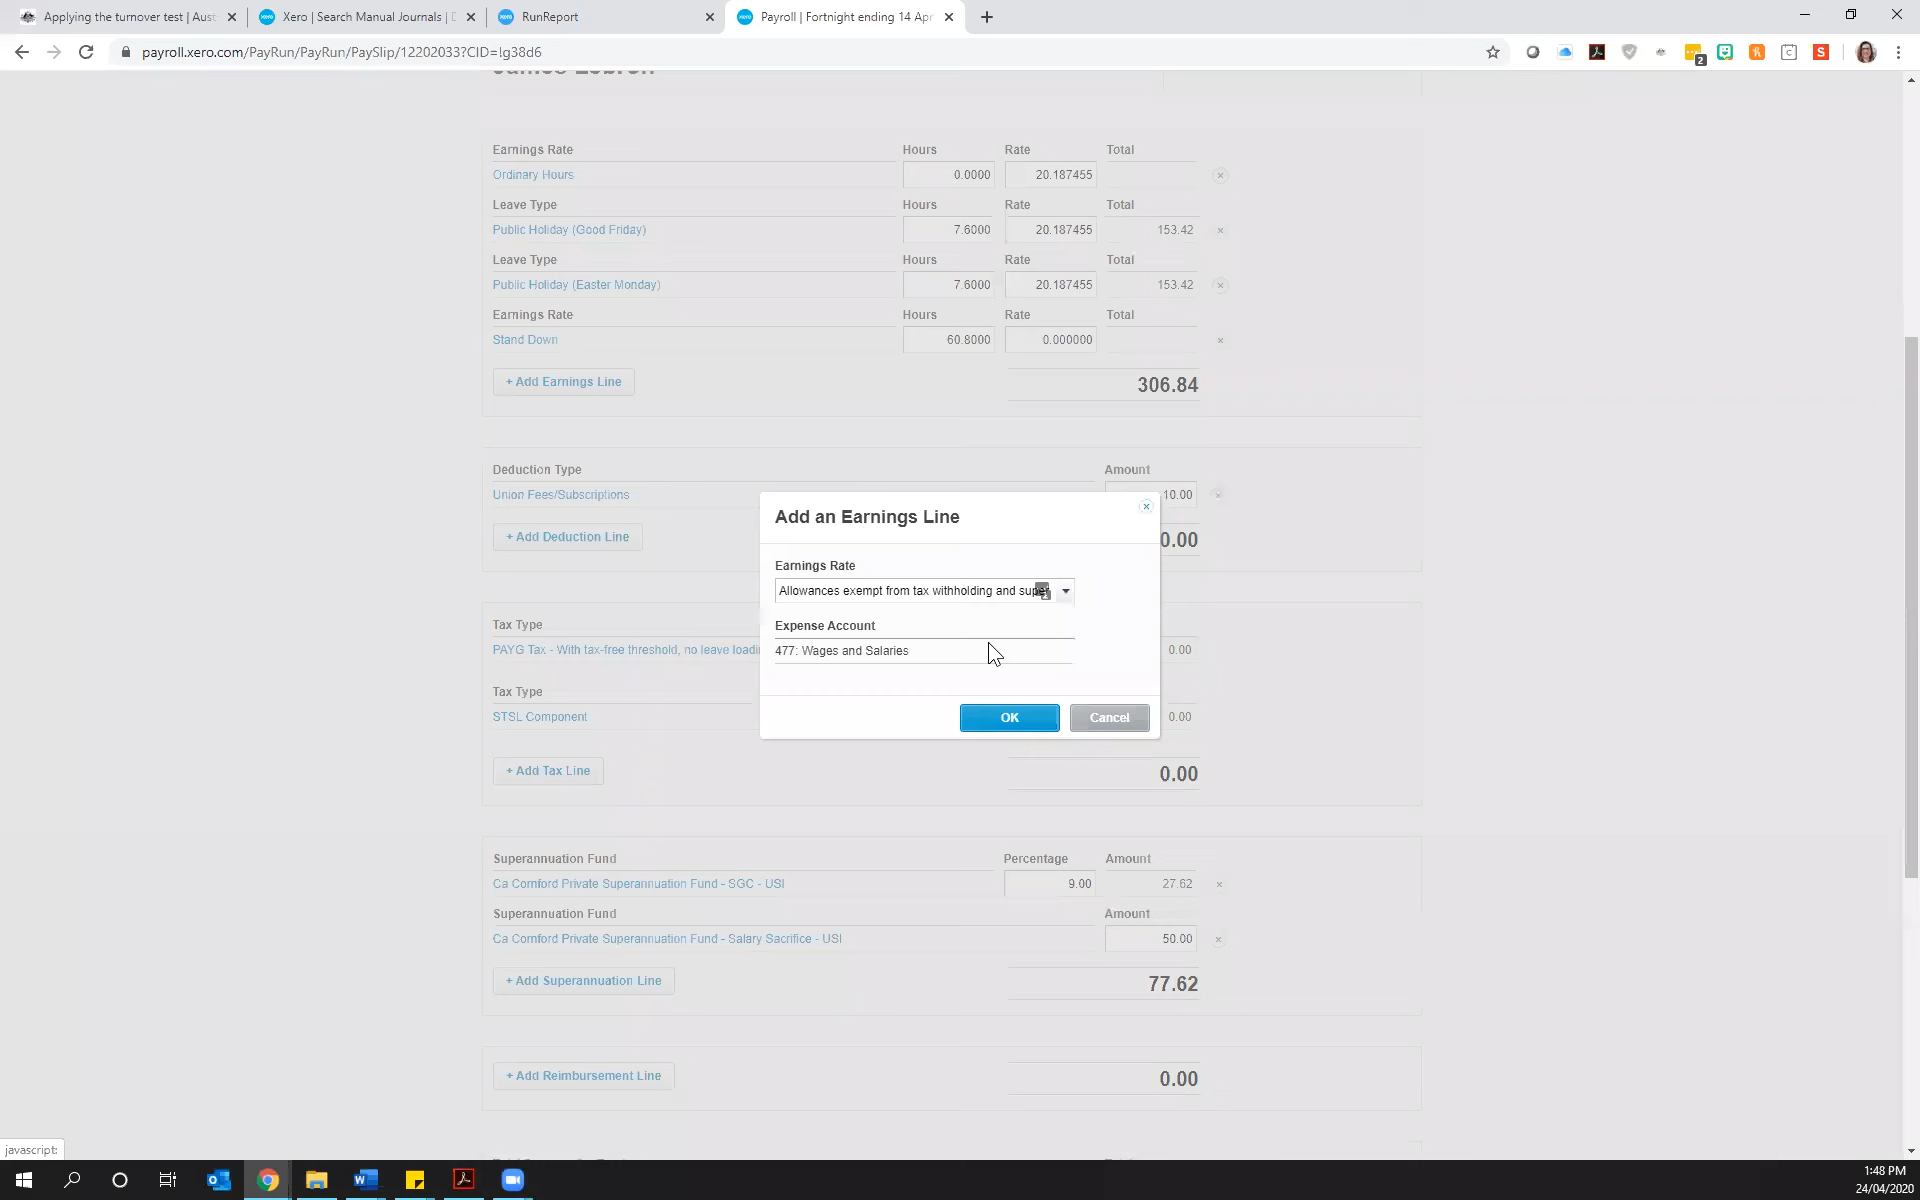 Applying the turnover test | Aus
Xero | Search Manual Journals |
RunReport
Payroll | Fortnight ending 14 Apr
payroll.xero.com/PayRun/PayRun/PaySlip/12202033?CID=!g38d6
2
Earnings Rate Hours Rate Total
Ordinary Hours 0.0000 20.187455
Leave Type Hours Rate Total
Public Holiday (Good Friday) 7.6000 20.187455 153.42
Leave Type Hours Rate Total
Public Holiday (Easter Monday) 7.6000 20.187455 153.42
Earnings Rate Hours Rate Total
Stand Down 60.8000 0.000000
+ Add Earnings Line 306.84
Deduction Type Amount
Union Fees/Subscriptions 10.00
+ Add Deduction Line 0.00
Add an Earnings Line
Earnings Rate
Allowances exempt from tax withholding and super
Expense Account
477: Wages and Salaries
OK Cancel
Tax Type
PAYG Tax - With tax-free threshold, no leave loadi 0.00
Tax Type
STSL Component 0.00
+ Add Tax Line 0.00
Superannuation Fund Percentage Amount
Ca Cornford Private Superannuation Fund - SGC - USI 9.00 27.62
Superannuation Fund Amount
Ca Cornford Private Superannuation Fund - Salary Sacrifice - USI 50.00
+ Add Superannuation Line 77.62
+ Add Reimbursement Line 0.00
javascript:
1:48 PM
24/04/2020